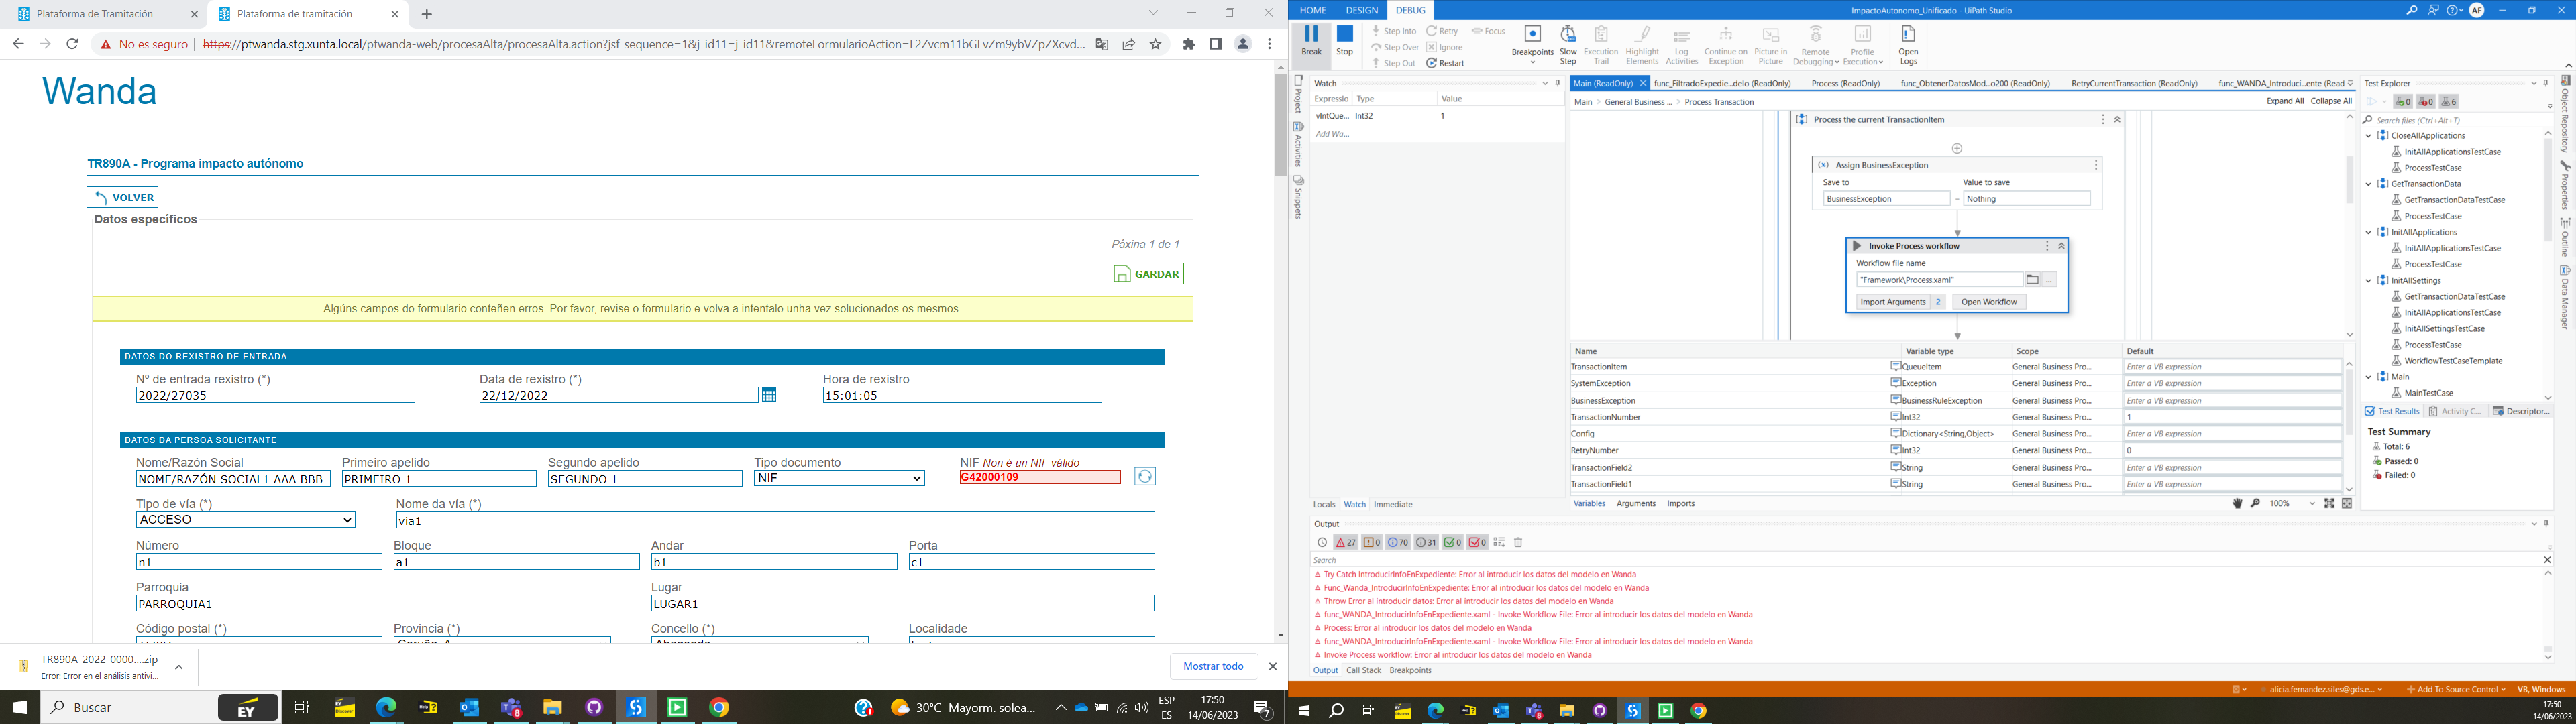 Plataforma de Tramitación
Plataforma de tramitación
No es seguro
https://ptwanda.stg.xunta.local/ptwanda-web/procesaAlta/procesaAlta.action?jsf_sequence=1&j_id11=j_id11&remoteFormularioAction=L2Zvcm11bGEvZm9ybVZpZXcvd...
Wanda
TR890A - Programa impacto autónomo
VOLVER
Datos específicos
Páxina 1 de 1
GARDAR
Algúns campos do formulario conteñen erros. Por favor, revise o formulario e volva a intentalo unha vez solucionados os mesmos.
DATOS DO REXISTRO DE ENTRADA
Nº de entrada rexistro (*) Data de rexistro (*) Hora de rexistro
2022/27035 22/12/2022 15:01:05
DATOS DA PERSOA SOLICITANTE
Nome/Razón Social Primeiro apelido Segundo apelido Tipo documento NIF Non é un NIF válido
NOME/RAZÓN SOCIAL1 AAA BBB PRIMEIRO 1 SEGUNDO 1 NIF G42000109
Tipo de vía (*) Nome da vía (*)
ACCESO via1
Número Bloque Andar Porta
n1 a1 b1 c1
Parroquia Lugar
PARROQUIA1 LUGAR1
Código postal (*) Provincia (*) Concello (*) Localidade
TR890A-2022-0000....zip
Error: Error en el análisis antivi...
Mostrar todo
Buscar
EY
30°C Mayorm. solea...
ESP
ES
17:50
14/06/2023
7
HOME DESIGN DEBUG
ImpactoAutonomo_Unificado - UiPath Studio
AF
Break Stop
Step Into Retry Focus
Step Over Ignore
Step Out Restart
Breakpoints Slow Step Execution Trail Highlight Elements Log Activities Continue on Exception Picture in Picture Remote Debugging Profile Execution Open Logs
Project
Activities
Snippets
Watch
Expressio Type Value
vIntQue... Int32 1
Add Wa...
Locals Watch Immediate
Main (ReadOnly) func_FiltradoExpedie...delo (ReadOnly) Process (ReadOnly) func_ObtenerDatosMod...o200 (ReadOnly) RetryCurrentTransaction (ReadOnly) func_WANDA_Introduci...ente (Read
Main > General Business ... > Process Transaction
Expand All Collapse All
Process the current TransactionItem
Assign BusinessException
Save to Value to save
BusinessException = Nothing
Invoke Process workflow
Workflow file name
"Framework\Process.xaml"
...
Import Arguments 2 Open Workflow
Name Variable type Scope Default
TransactionItem QueueItem General Business Pro... Enter a VB expression
SystemException Exception General Business Pro... Enter a VB expression
BusinessException BusinessRuleException General Business Pro... Enter a VB expression
TransactionNumber Int32 General Business Pro... 1
Config Dictionary<String,Object> General Business Pro... Enter a VB expression
RetryNumber Int32 General Business Pro... 0
TransactionField2 String General Business Pro... Enter a VB expression
TransactionField1 String General Business Pro... Enter a VB expression
Variables Arguments Imports
100%
Output
27 0 70 31 0 0
Search
Try Catch IntroducirInfoEnExpediente: Error al introducir los datos del modelo en Wanda
Func_Wanda_IntroducirInfoEnExpediente: Error al introducir los datos del modelo en Wanda
Throw Error al introducir datos: Error al introducir los datos del modelo en Wanda
func_WANDA_IntroducirInfoEnExpediente.xaml - Invoke Workflow File: Error al introducir los datos del modelo en Wanda
Process: Error al introducir los datos del modelo en Wanda
func_WANDA_IntroducirInfoEnExpediente.xaml - Invoke Workflow File: Error al introducir los datos del modelo en Wanda
Invoke Process workflow: Error al introducir los datos del modelo en Wanda
Output Call Stack Breakpoints
Test Explorer
0 0 6
Search files (Ctrl+Alt+T)
CloseAllApplications
InitAllApplicationsTestCase
ProcessTestCase
GetTransactionData
GetTransactionDataTestCase
ProcessTestCase
InitAllApplications
InitAllApplicationsTestCase
ProcessTestCase
InitAllSettings
GetTransactionDataTestCase
InitAllApplicationsTestCase
InitAllSettingsTestCase
ProcessTestCase
WorkflowTestCaseTemplate
Main
MainTestCase
Test Results Activity C... Descriptor...
Test Summary
Total: 6
Passed: 0
Failed: 0
Object Repository
Properties
Outline
Data Manager
alicia.fernandez.siles@gds.e...
Add To Source Control
VB, Windows
17:50
14/06/2023